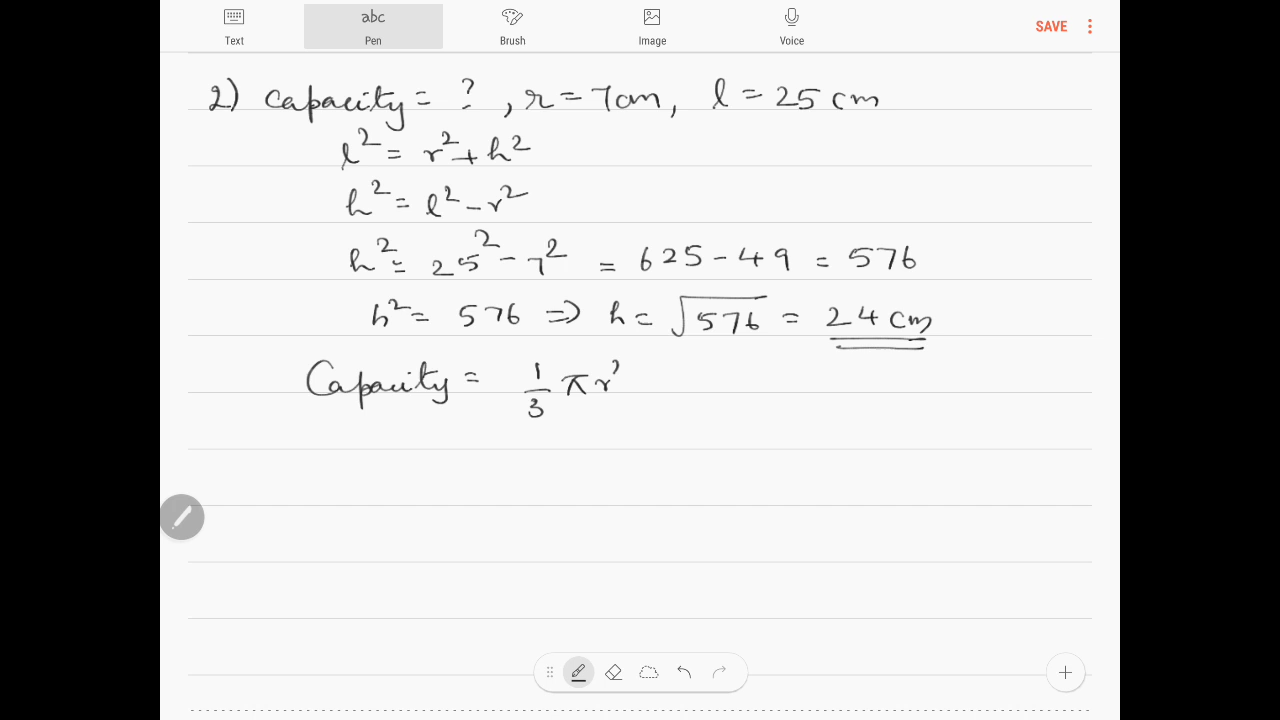 Text
abc
Pen
Brush
Image
Voice
SAVE
2) Capacity = ? , r = 7cm, l = 25 cm
l² = r² + h²
h² = l² - r²
h² = 25² - 7² = 625 - 49 = 576
h² = 576 ⇒ h = √576 = 24 cm
Capacity = 1/3 π r²